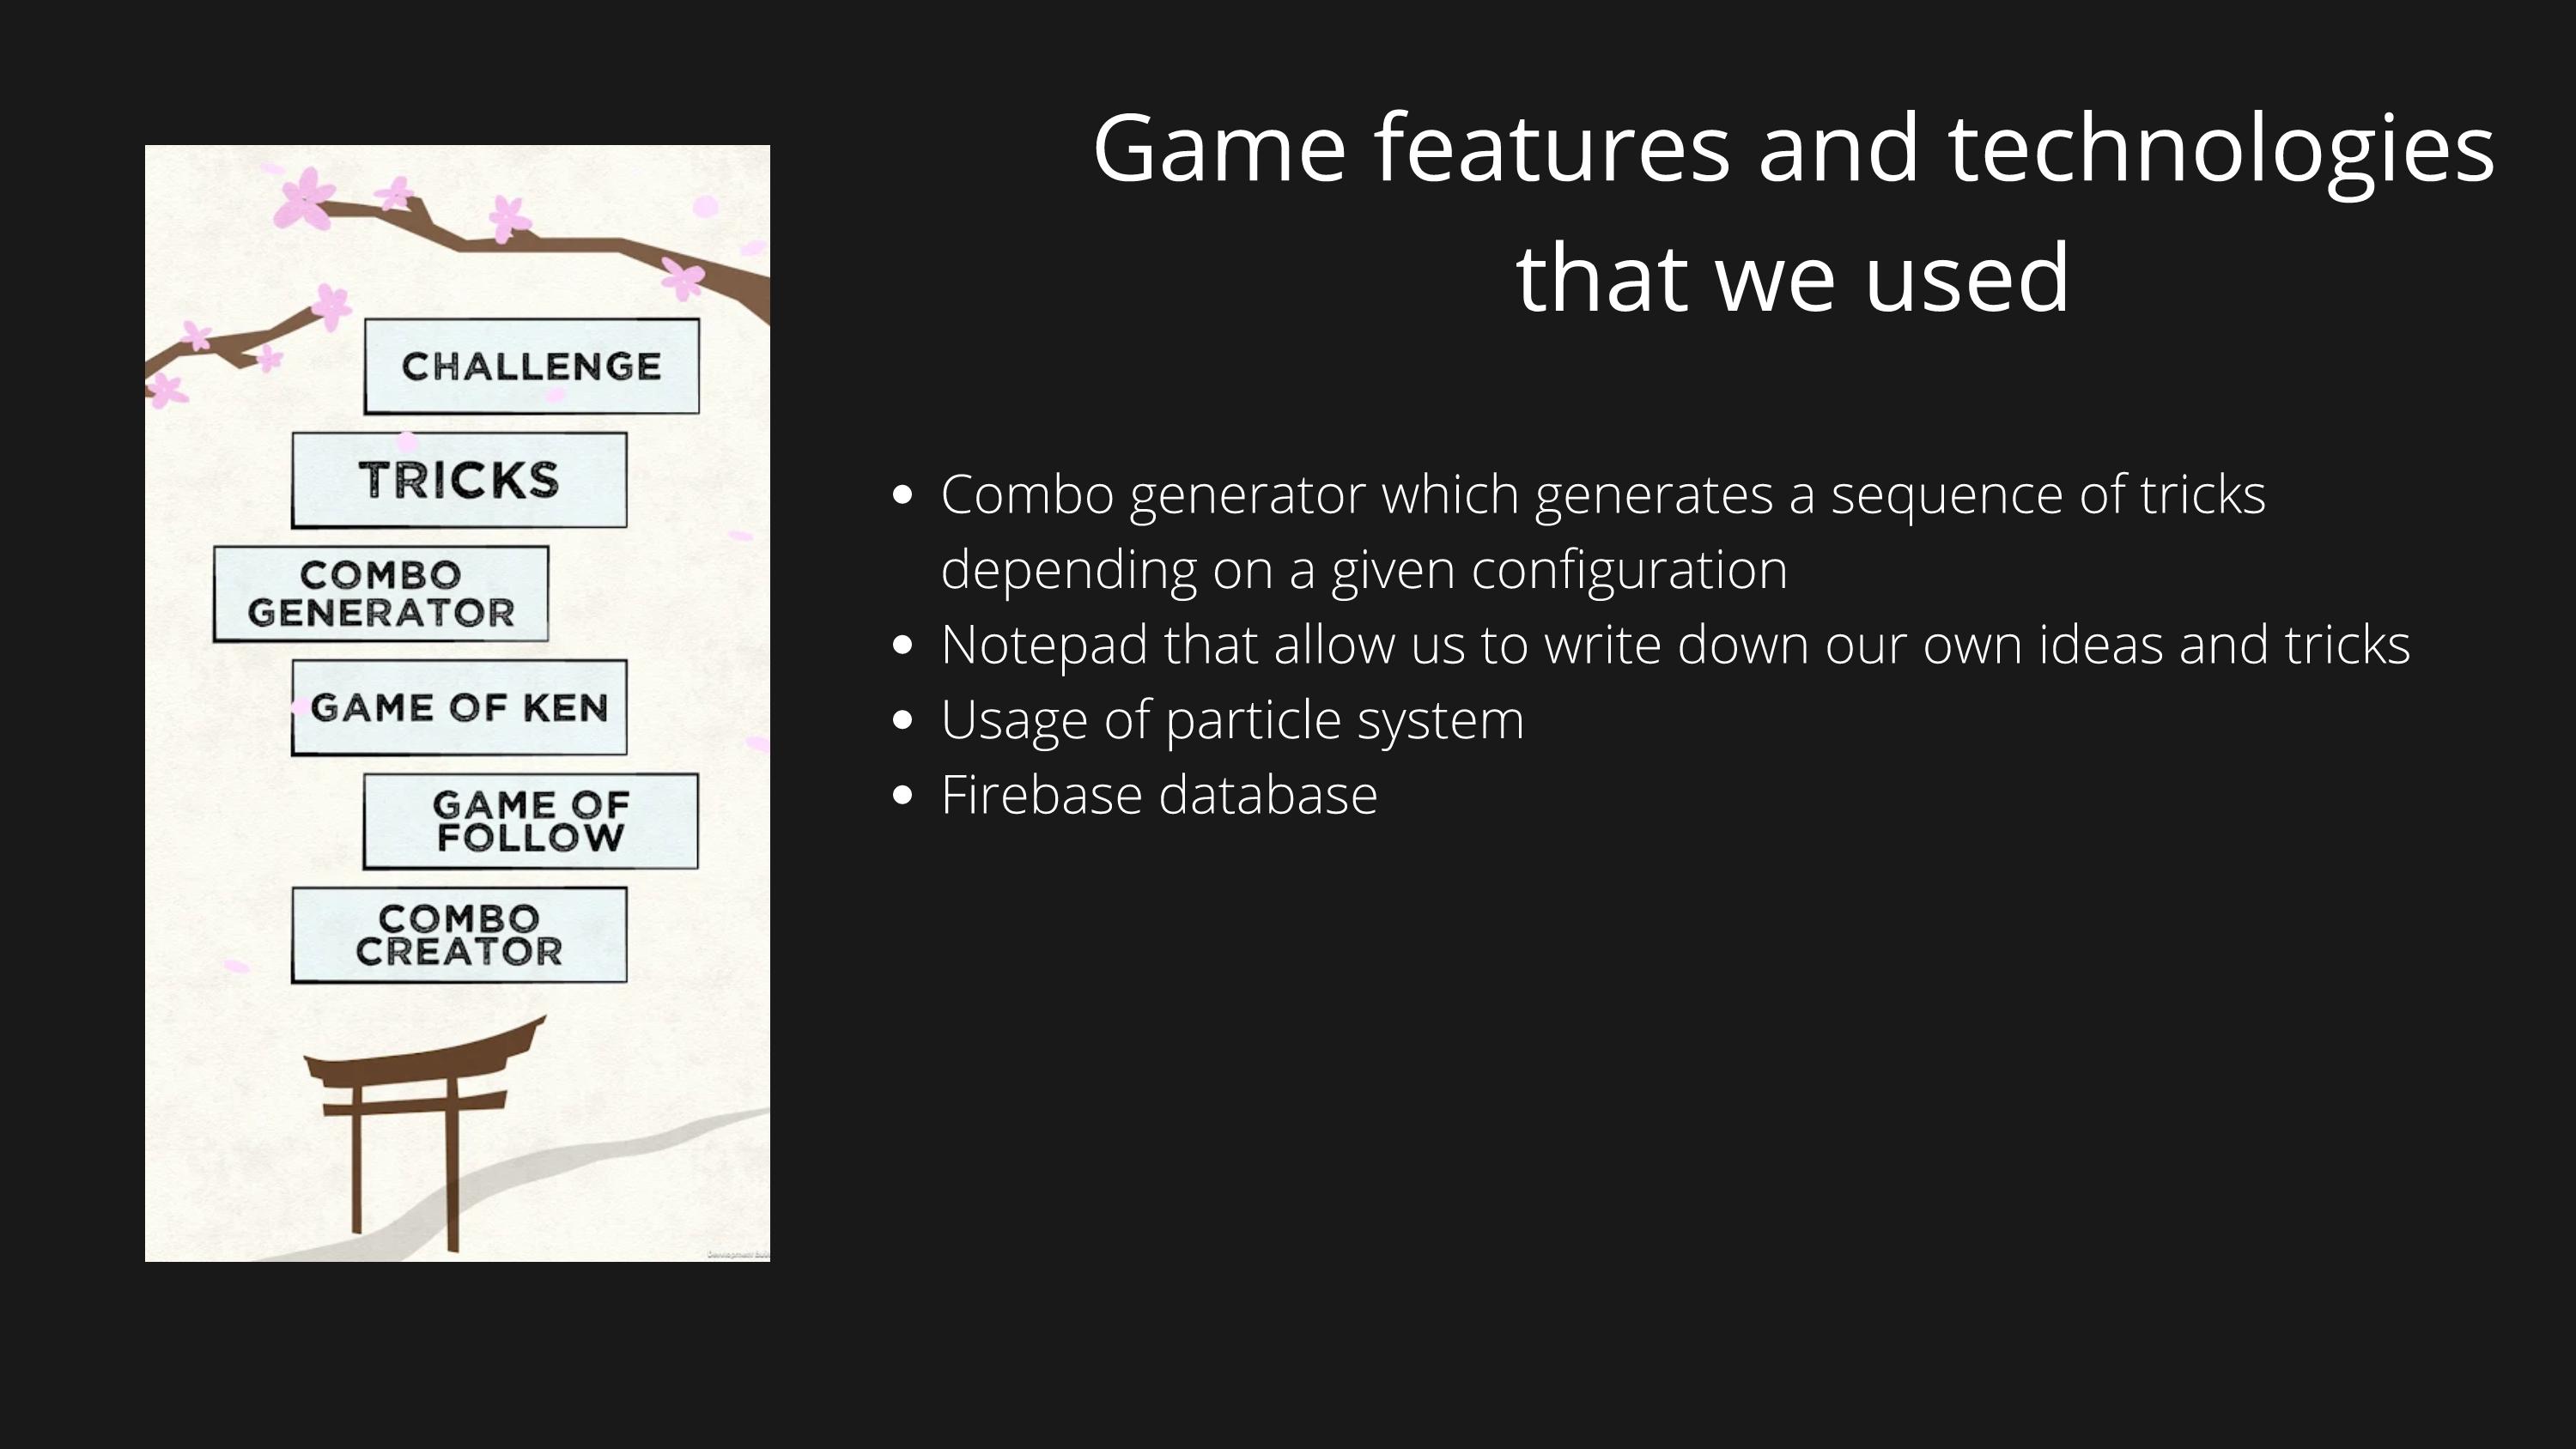 Game features and technologies
that we used
CHALLENGE
TRICKS
COMBO
GENERATOR
GAME OF KEN
GAME OF
FOLLOW
COMBO
CREATOR
• Combo generator which generates a sequence of tricks
depending on a given configuration
• Notepad that allow us to write down our own ideas and tricks
• Usage of particle system
• Firebase database
Development